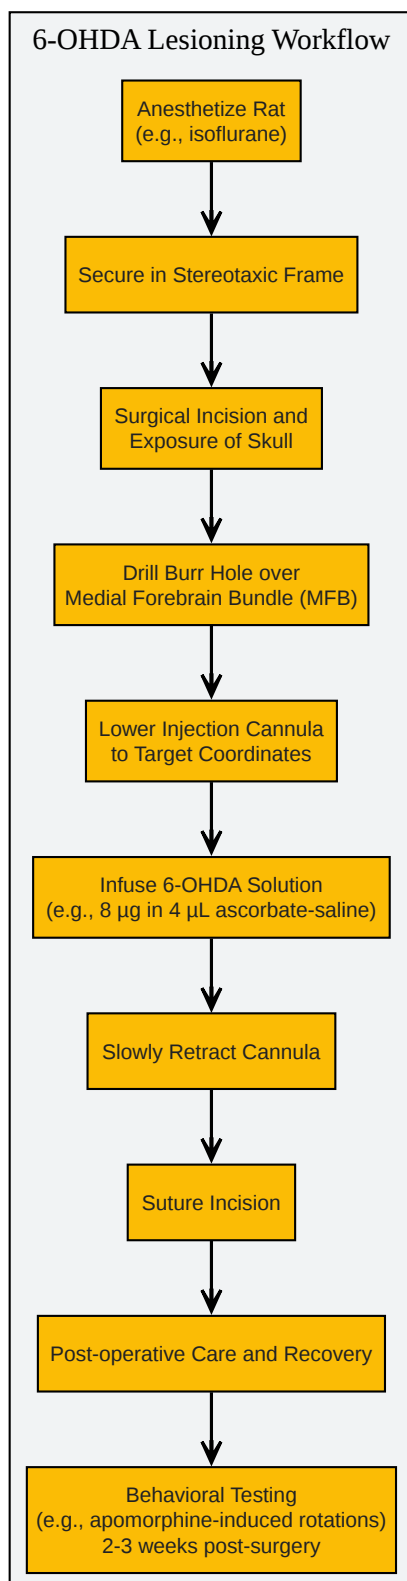 6-OHDA Lesioning Workflow
Anesthetize Rat
(e.g., isoflurane)
Secure in Stereotaxic Frame
Surgical Incision and
Exposure of Skull
Drill Burr Hole over
Medial Forebrain Bundle (MFB)
Lower Injection Cannula
to Target Coordinates
Infuse 6-OHDA Solution
(e.g., 8 µg in 4 µL ascorbate-saline)
Slowly Retract Cannula
Suture Incision
Post-operative Care and Recovery
Behavioral Testing
(e.g., apomorphine-induced rotations)
2-3 weeks post-surgery